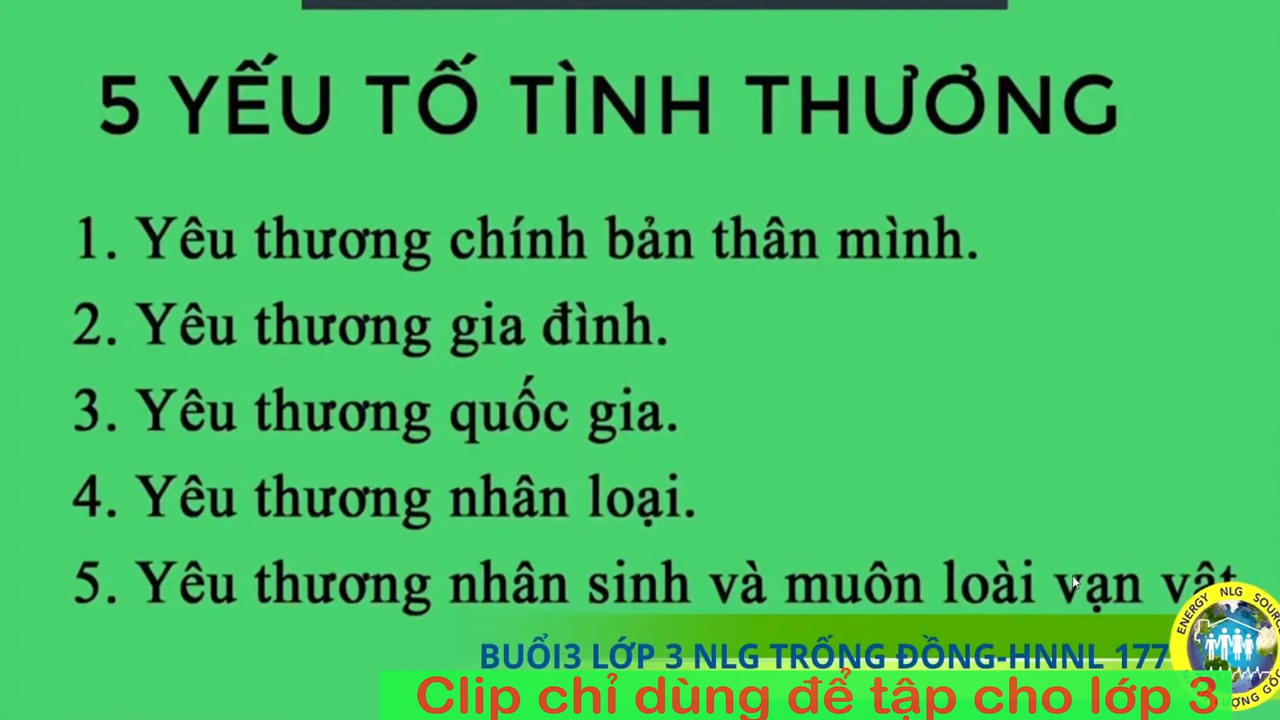 5 YẾU TỐ TÌNH THƯƠNG
1. Yêu thương chính bản thân mình.
2. Yêu thương gia đình.
3. Yêu thương quốc gia.
4. Yêu thương nhân loại.
5. Yêu thương nhân sinh và muôn loài vạn vật
BUỔI3 LỚP 3 NLG TRỐNG ĐỒNG-HNNL 177
Clip chỉ dùng để tập cho lớp 3
ENERGY NLG